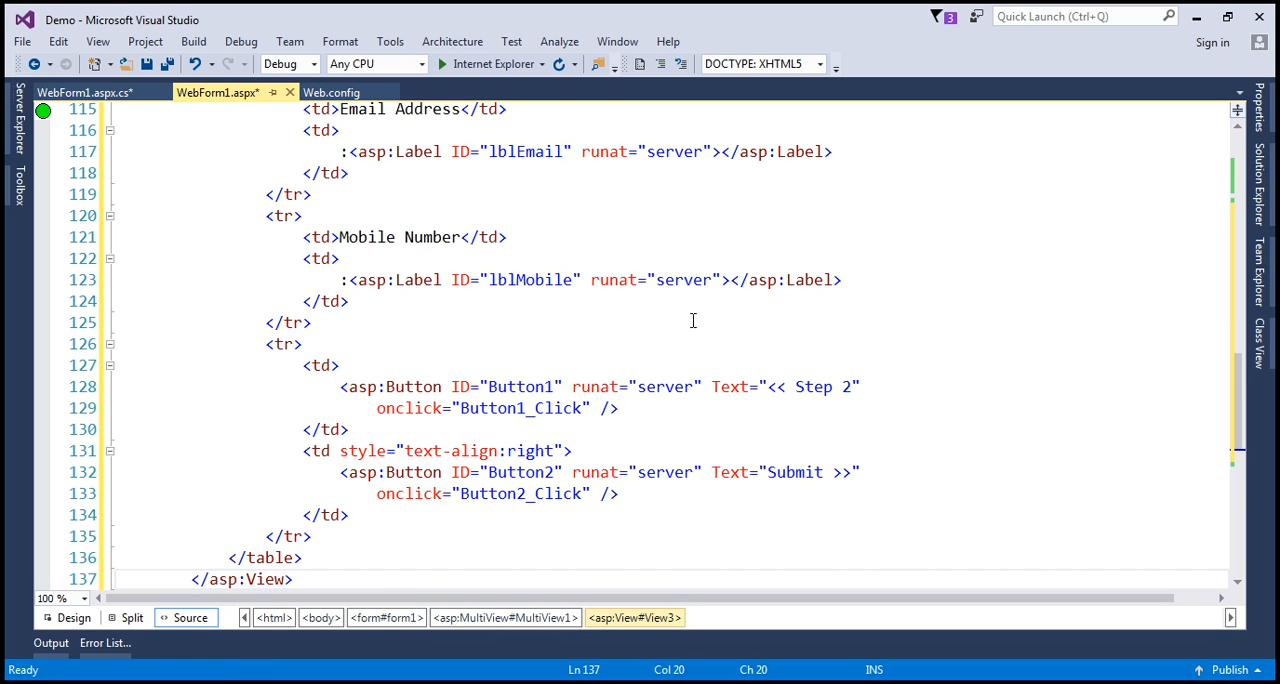 Demo - Microsoft Visual Studio
3
Quick Launch (Ctrl+Q)
File Edit View Project Build Debug Team Format Tools Architecture Test Analyze Window Help
Sign in
Debug Any CPU Internet Explorer DOCTYPE: XHTML5
WebForm1.aspx.cs* WebForm1.aspx* Web.config
Server Explorer
Toolbox
Properties
Solution Explorer
Team Explorer
Class View
115 <td>Email Address</td>
116 <td>
117 :<asp:Label ID="lblEmail" runat="server"></asp:Label>
118 </td>
119 </tr>
120 <tr>
121 <td>Mobile Number</td>
122 <td>
123 :<asp:Label ID="lblMobile" runat="server"></asp:Label>
124 </td>
125 </tr>
126 <tr>
127 <td>
128 <asp:Button ID="Button1" runat="server" Text="<< Step 2"
129 onclick="Button1_Click" />
130 </td>
131 <td style="text-align:right">
132 <asp:Button ID="Button2" runat="server" Text="Submit >>"
133 onclick="Button2_Click" />
134 </td>
135 </tr>
136 </table>
137 </asp:View>
100 %
Design Split Source <html> <body> <form#form1> <asp:MultiView#MultiView1> <asp:View#View3>
Output Error List...
Ready Ln 137 Col 20 Ch 20 INS Publish